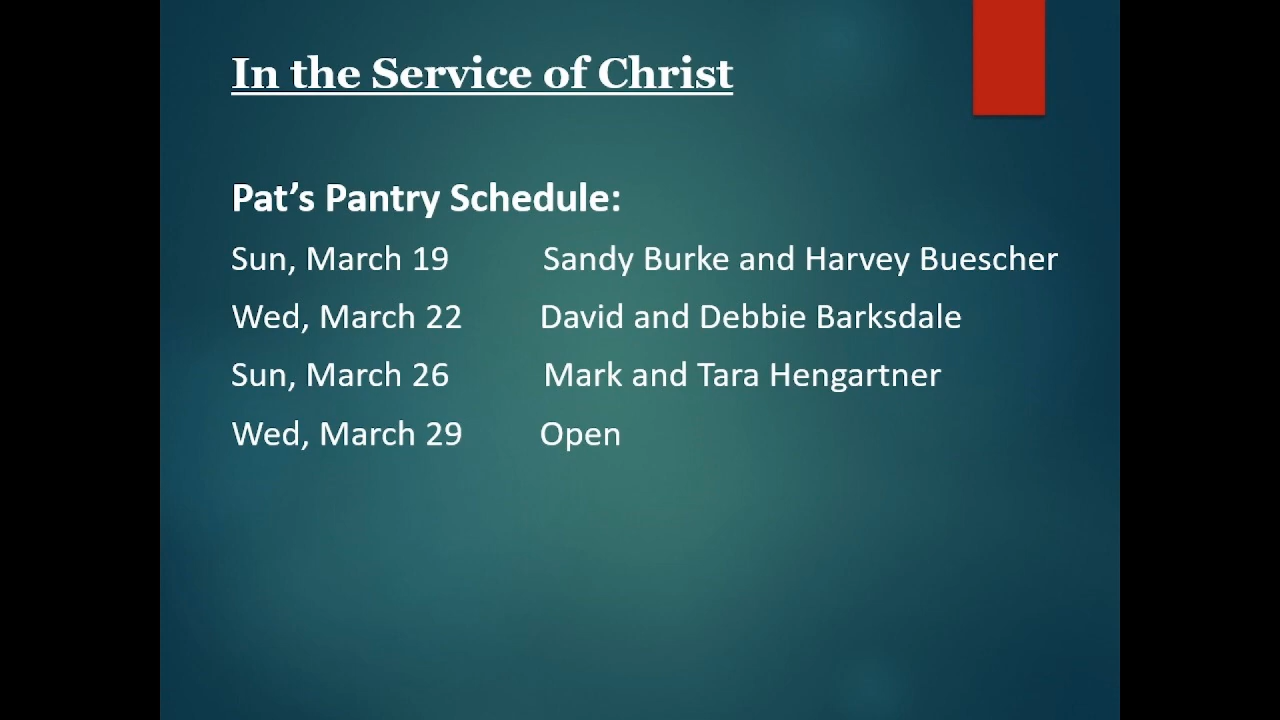 In the Service of Christ
Pat’s Pantry Schedule:
Sun, March 19 Sandy Burke and Harvey Buescher
Wed, March 22 David and Debbie Barksdale
Sun, March 26 Mark and Tara Hengartner
Wed, March 29 Open